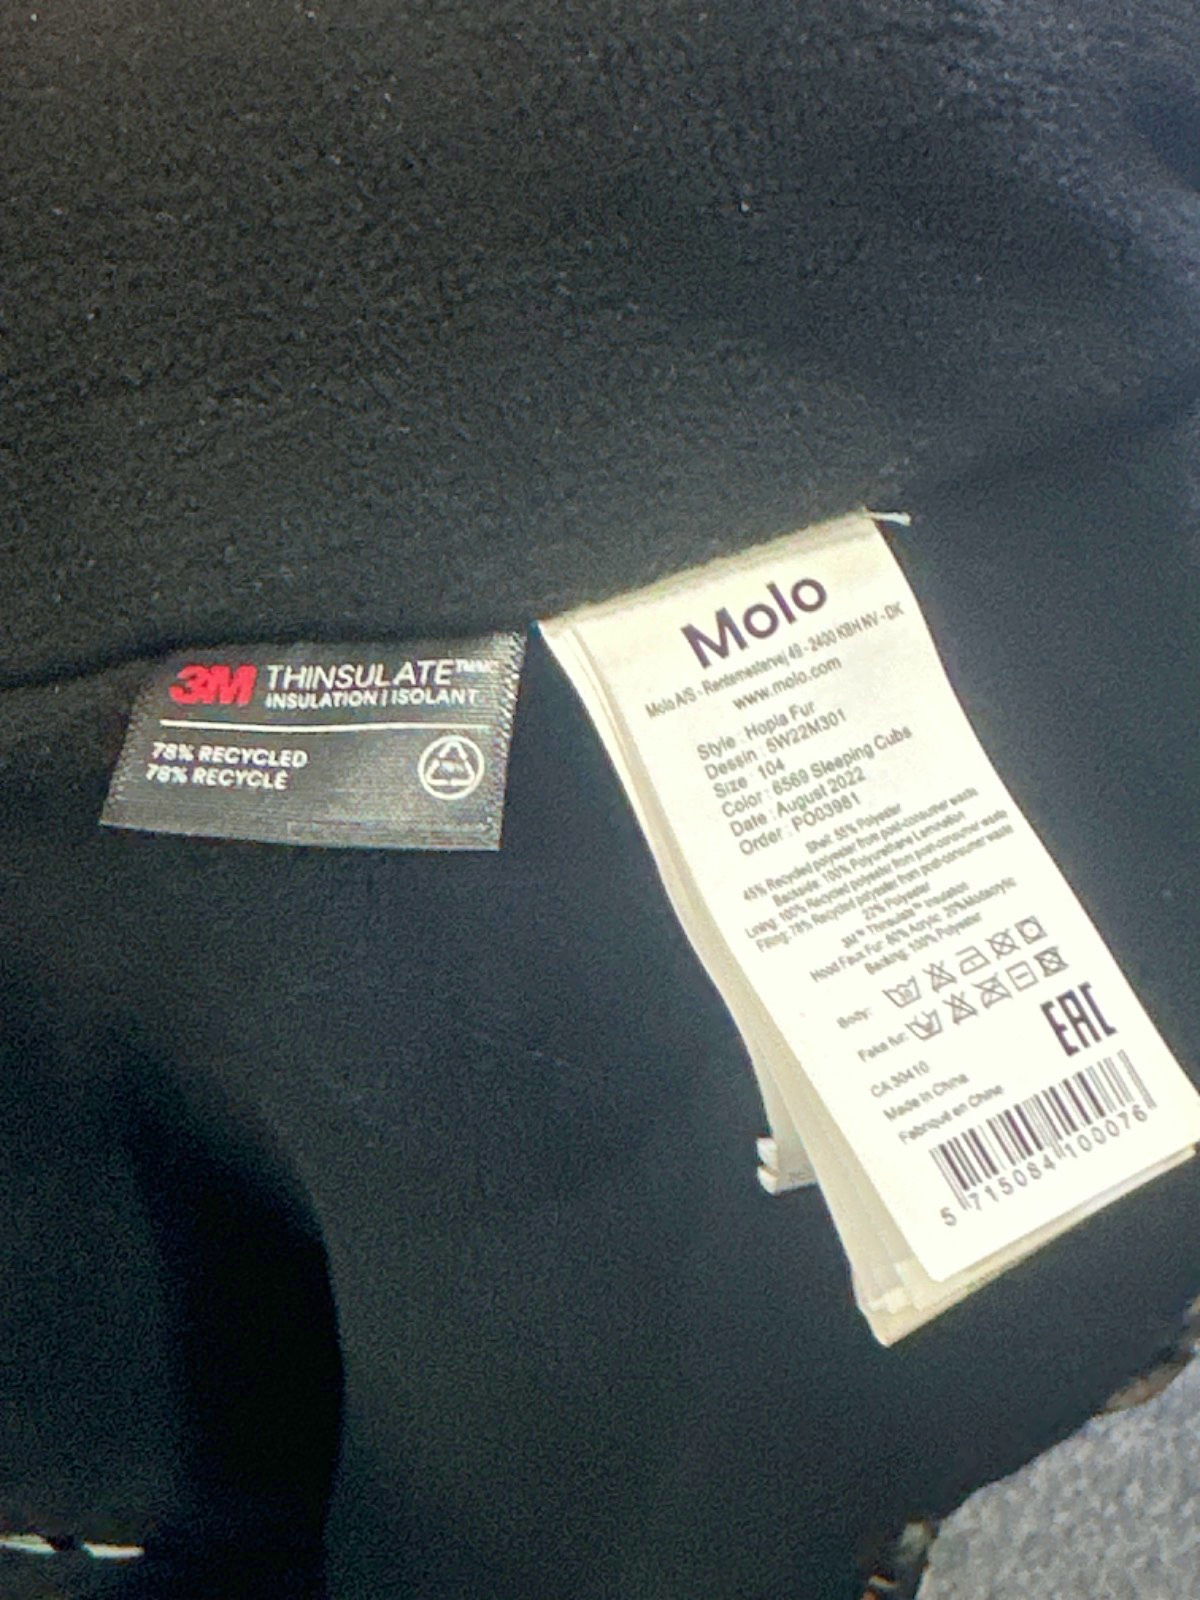 3M THINSULATE™
INSULATION | ISOLANT
78% RECYCLED
78% RECYCLÉ
Molo
Molo A/S - Rentemestervej 49 - 2400 KBH NV - DK
www.molo.com
Style : Hopla Fur
Dessin : 6W22M301
Size : 104
Color : 6569 Sleeping Cubs
Date : August 2022
Order : PO03981
Shell: 55% Polyester
45% Recycled polyester from post-consumer waste
Backside: 100% Polyurethane Lamination
Lining: 100% Recycled polyester from post-consumer waste
Filling: 78% Recycled polyester from post-consumer waste
22% Polyester
3M™ Thinsulate™ Insulation
Hood Faux Fur: 80% Acrylic, 20% Modacrylic
Backing: 100% Polyester
Body:
Fake fur:
EAC
CA 30410
Made in China
Fabriqué en Chine
5 715084 100076